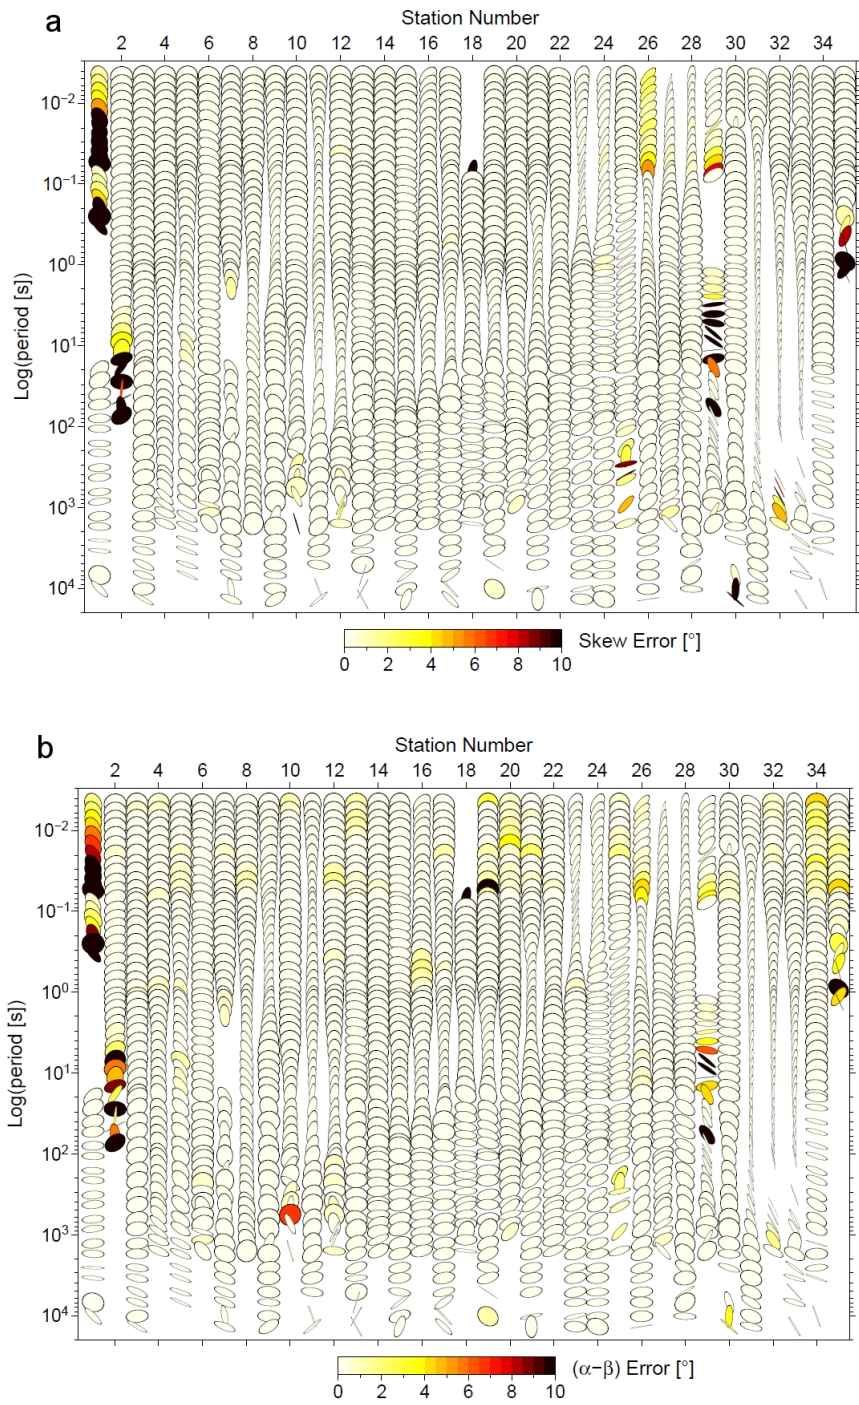 a
Station Number
2 4 6 8 10 12 14 16 18 20 22 24 26 28 30 32 34
10-2
10-1
100
101
102
103
104
Log(period [s])
0 2 4 6 8 10
Skew Error [°]
b
Station Number
2 4 6 8 10 12 14 16 18 20 22 24 26 28 30 32 34
10-2
10-1
100
101
102
103
104
Log(period [s])
0 2 4 6 8 10
(α−β) Error [°]